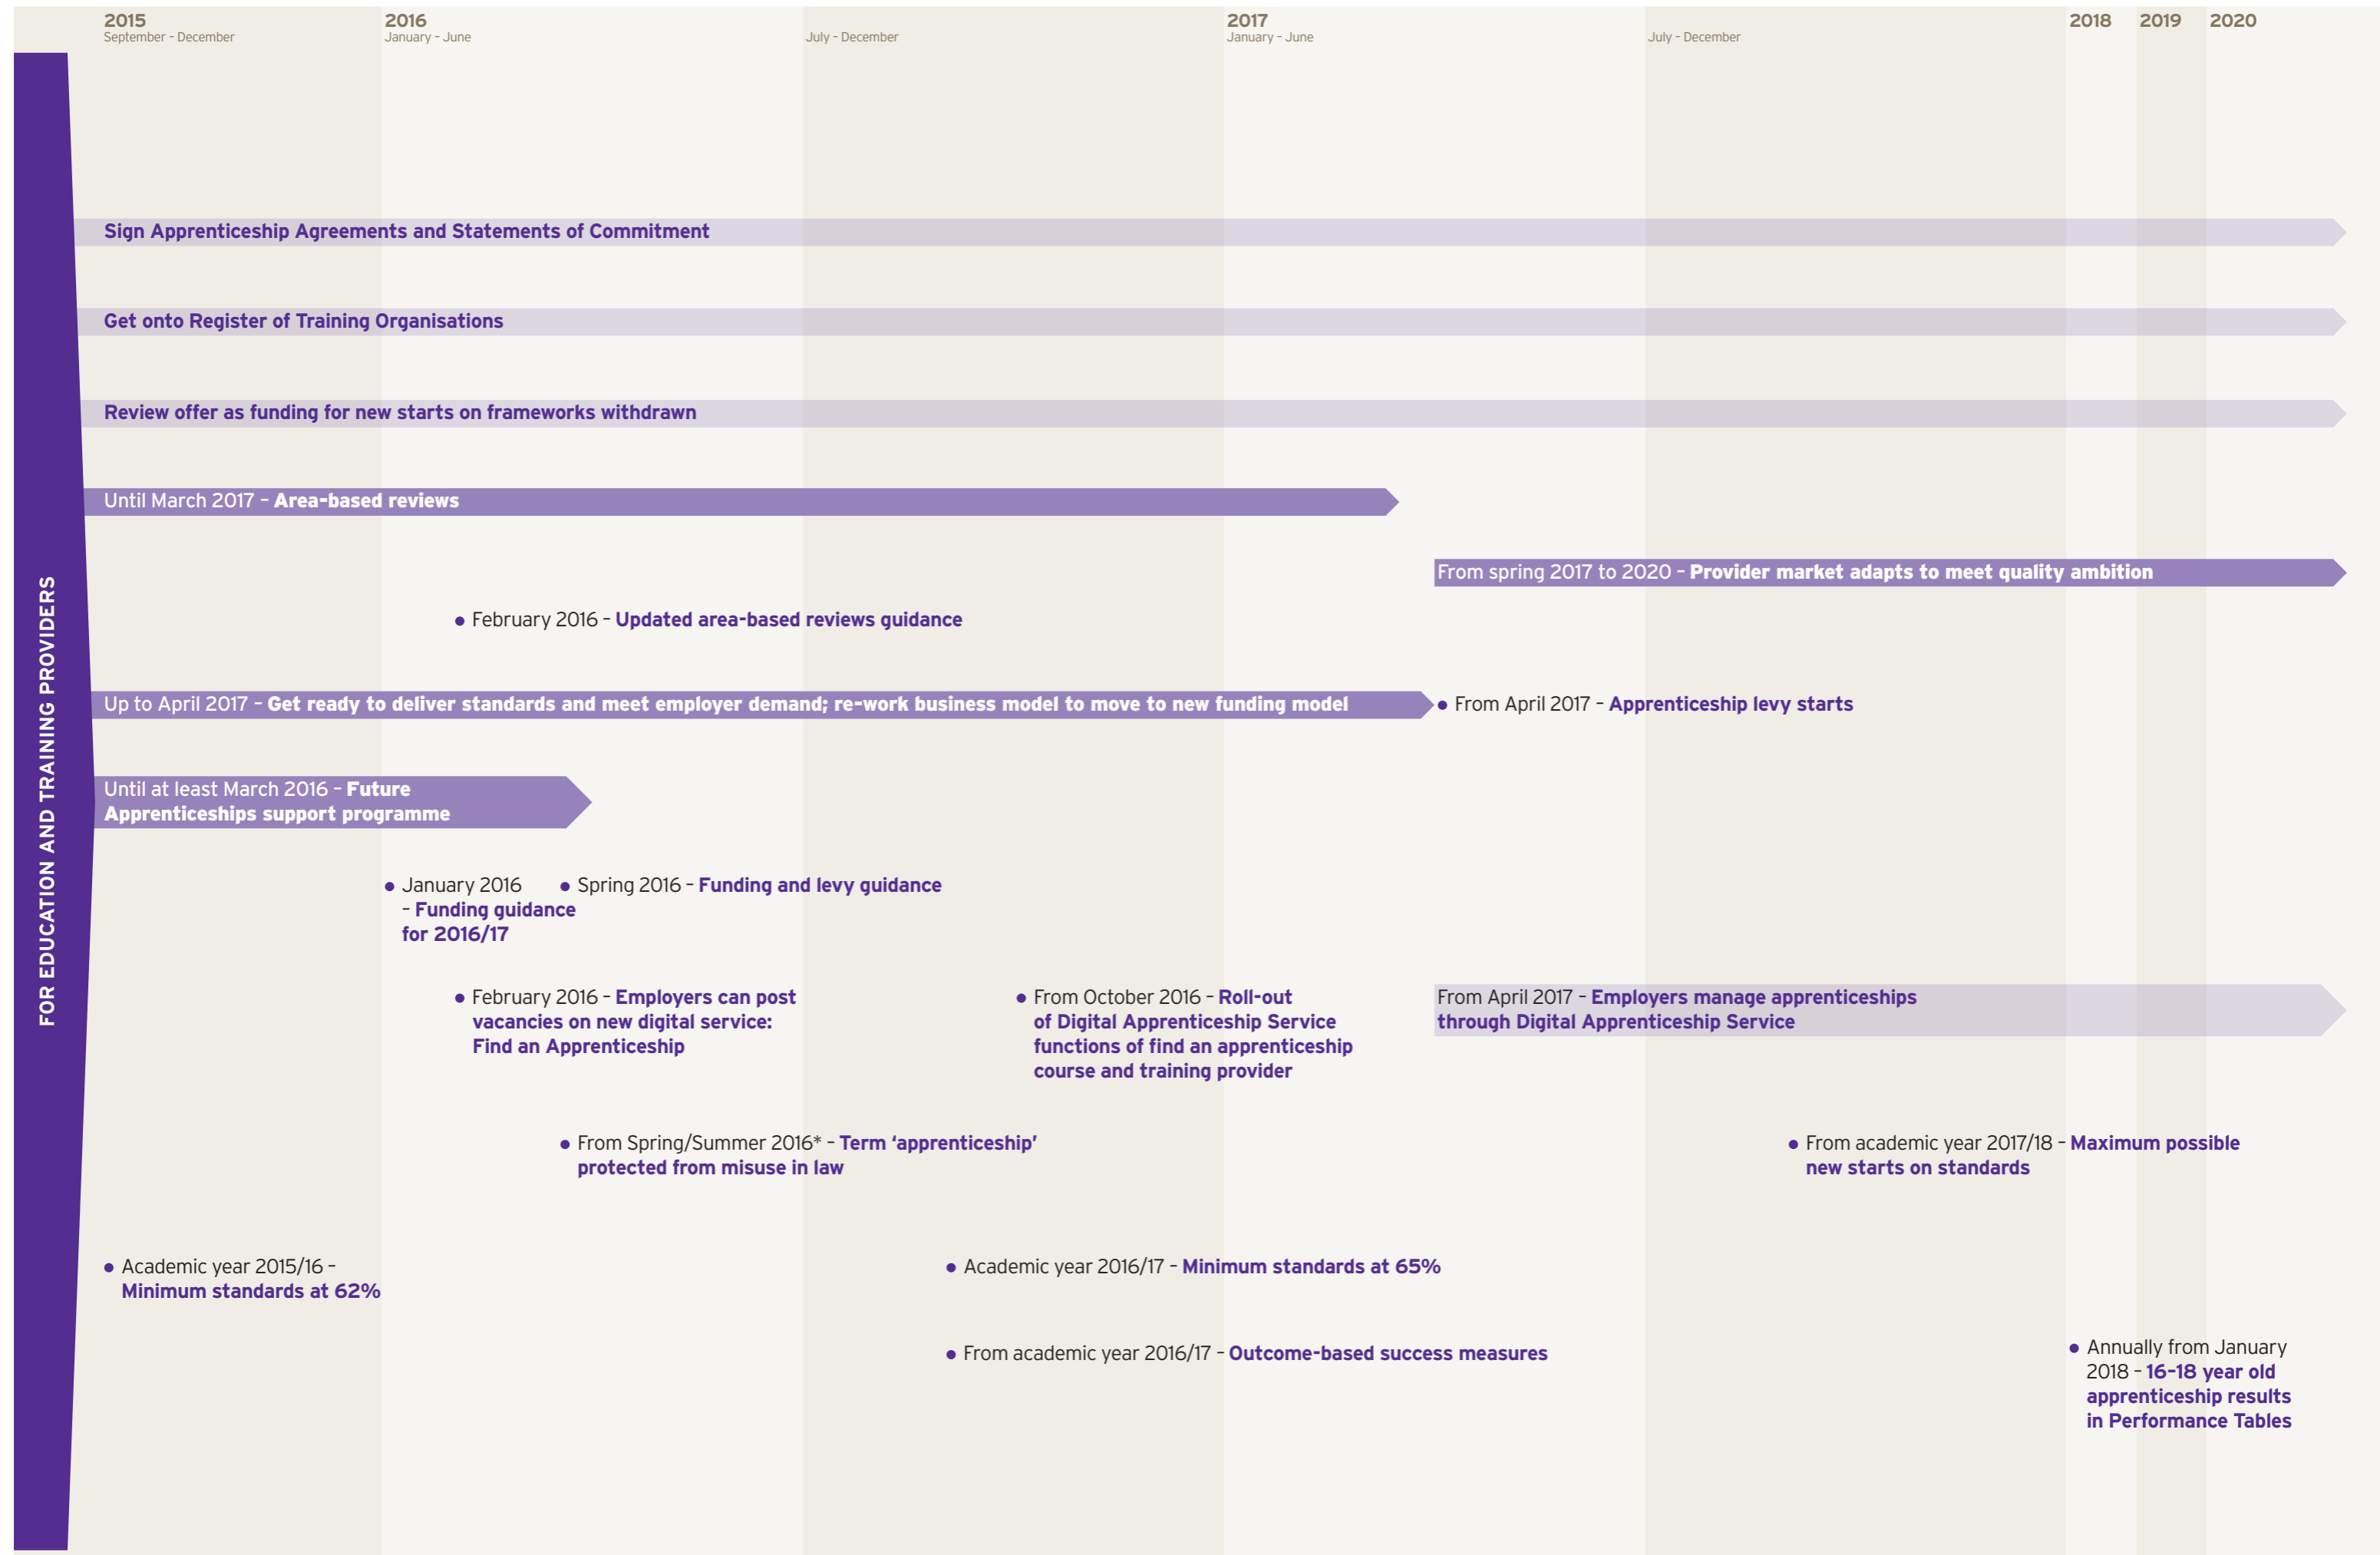 2015
September – December
2016
January – June
July – December
2017
January – June
July – December
2018
2019
2020
FOR EDUCATION AND TRAINING PROVIDERS
Sign Apprenticeship Agreements and Statements of Commitment
Get onto Register of Training Organisations
Review offer as funding for new starts on frameworks withdrawn
Until March 2017 – Area-based reviews
From spring 2017 to 2020 – Provider market adapts to meet quality ambition
• February 2016 – Updated area-based reviews guidance
Up to April 2017 – Get ready to deliver standards and meet employer demand; re-work business model to move to new funding model
• From April 2017 – Apprenticeship levy starts
Until at least March 2016 – Future
Apprenticeships support programme
• January 2016
– Funding guidance
for 2016/17
• Spring 2016 – Funding and levy guidance
• February 2016 – Employers can post
vacancies on new digital service:
Find an Apprenticeship
• From October 2016 – Roll-out
of Digital Apprenticeship Service
functions of find an apprenticeship
course and training provider
From April 2017 – Employers manage apprenticeships
through Digital Apprenticeship Service
• From Spring/Summer 2016* – Term ‘apprenticeship’
protected from misuse in law
• From academic year 2017/18 – Maximum possible
new starts on standards
• Academic year 2015/16 –
Minimum standards at 62%
• Academic year 2016/17 – Minimum standards at 65%
• From academic year 2016/17 – Outcome-based success measures
• Annually from January
2018 – 16–18 year old
apprenticeship results
in Performance Tables